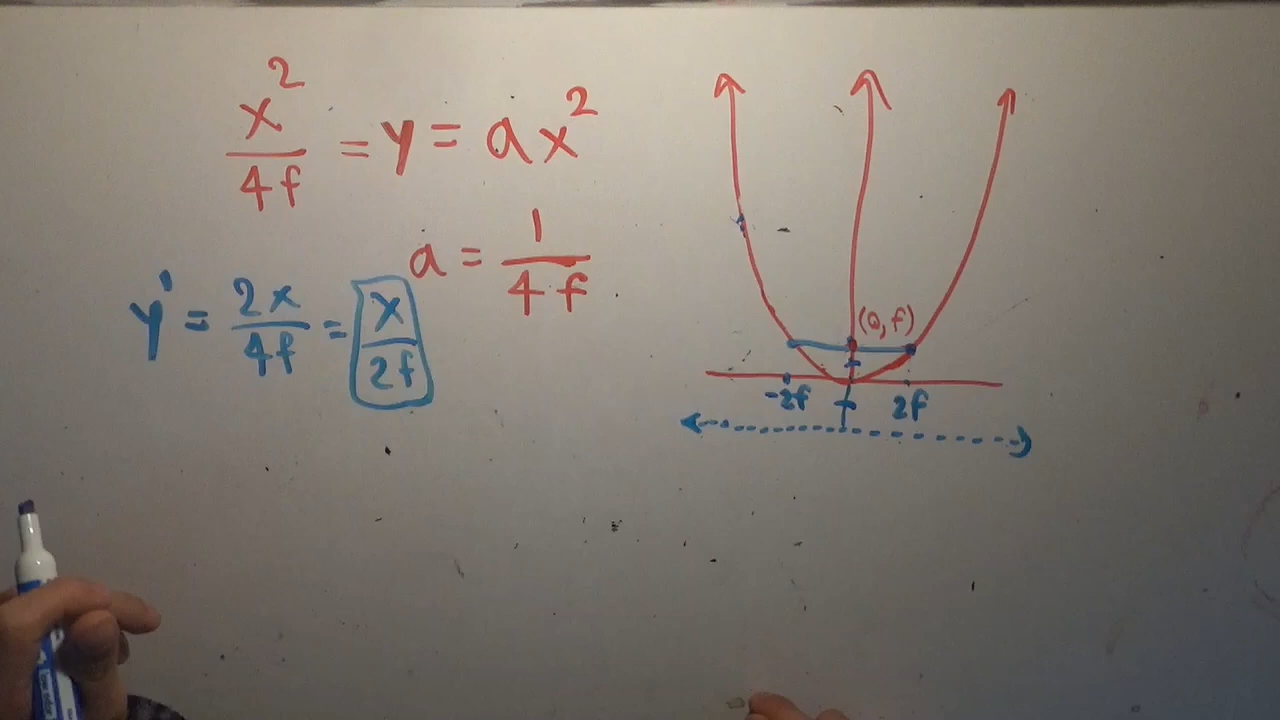 x²/4f = y = ax²
a = 1/4f
y' = 2x/4f = x/2f
(0, f)
-2f 2f